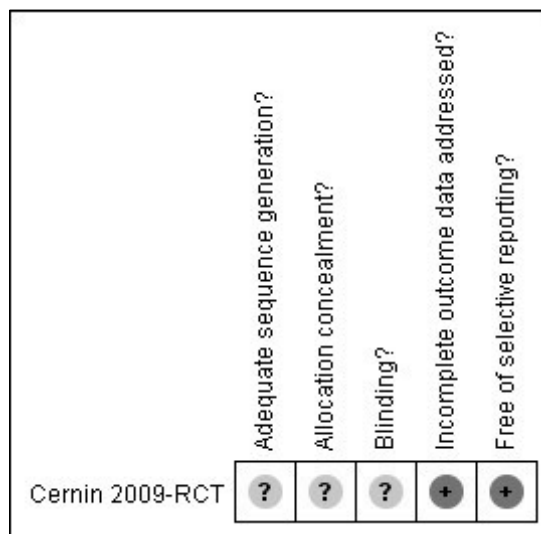 Adequate sequence generation?
Allocation concealment?
Blinding?
Incomplete outcome data addressed?
Free of selective reporting?
Cernin 2009-RCT ? ? ? + +